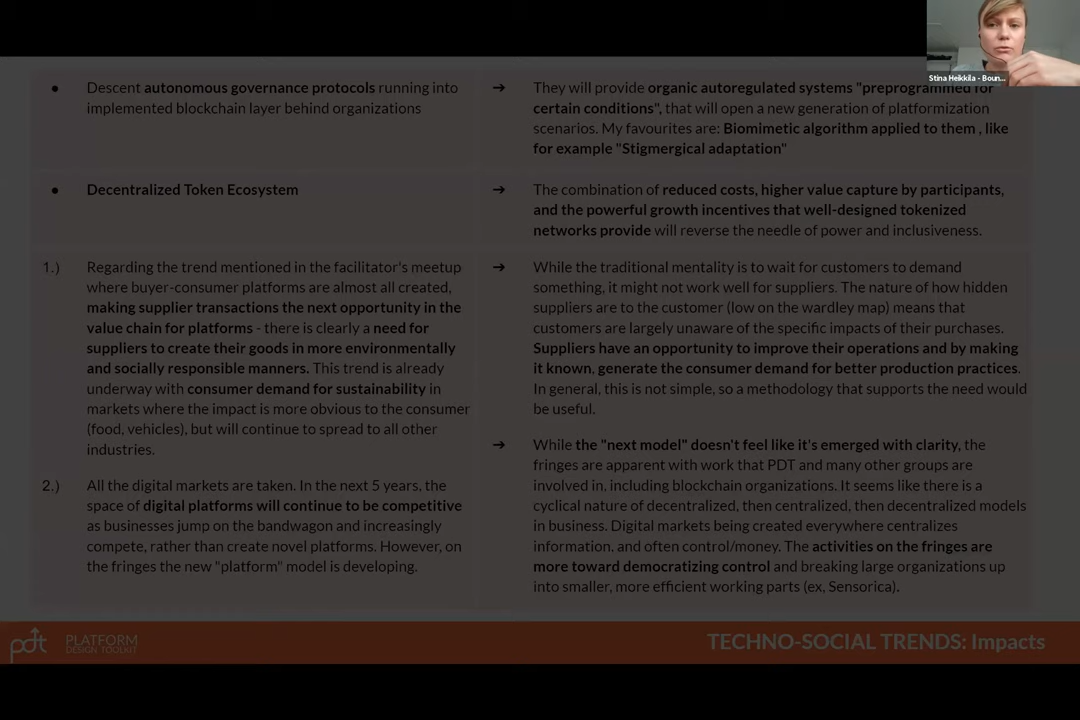 Stina Heikkila - Boun...
• Descent autonomous governance protocols running into
implemented blockchain layer behind organizations
➔ They will provide organic autoregulated systems "preprogrammed for
certain conditions", that will open a new generation of platformization
scenarios. My favourites are: Biomimetic algorithm applied to them , like
for example "Stigmergical adaptation"
• Decentralized Token Ecosystem
➔ The combination of reduced costs, higher value capture by participants,
and the powerful growth incentives that well-designed tokenized
networks provide will reverse the needle of power and inclusiveness.
1.) Regarding the trend mentioned in the facilitator's meetup
where buyer-consumer platforms are almost all created,
making supplier transactions the next opportunity in the
value chain for platforms - there is clearly a need for
suppliers to create their goods in more environmentally
and socially responsible manners. This trend is already
underway with consumer demand for sustainability in
markets where the impact is more obvious to the consumer
(food, vehicles), but will continue to spread to all other
industries.
➔ While the traditional mentality is to wait for customers to demand
something, it might not work well for suppliers. The nature of how hidden
suppliers are to the customer (low on the wardley map) means that
customers are largely unaware of the specific impacts of their purchases.
Suppliers have an opportunity to improve their operations and by making
it known, generate the consumer demand for better production practices.
In general, this is not simple, so a methodology that supports the need would
be useful.
2.) All the digital markets are taken. In the next 5 years, the
space of digital platforms will continue to be competitive
as businesses jump on the bandwagon and increasingly
compete, rather than create novel platforms. However, on
the fringes the new "platform" model is developing.
➔ While the "next model" doesn't feel like it's emerged with clarity, the
fringes are apparent with work that PDT and many other groups are
involved in, including blockchain organizations. It seems like there is a
cyclical nature of decentralized, then centralized, then decentralized models
in business. Digital markets being created everywhere centralizes
information, and often control/money. The activities on the fringes are
more toward democratizing control and breaking large organizations up
into smaller, more efficient working parts (ex, Sensorica).
pdt PLATFORM
DESIGN TOOLKIT
TECHNO-SOCIAL TRENDS: Impacts